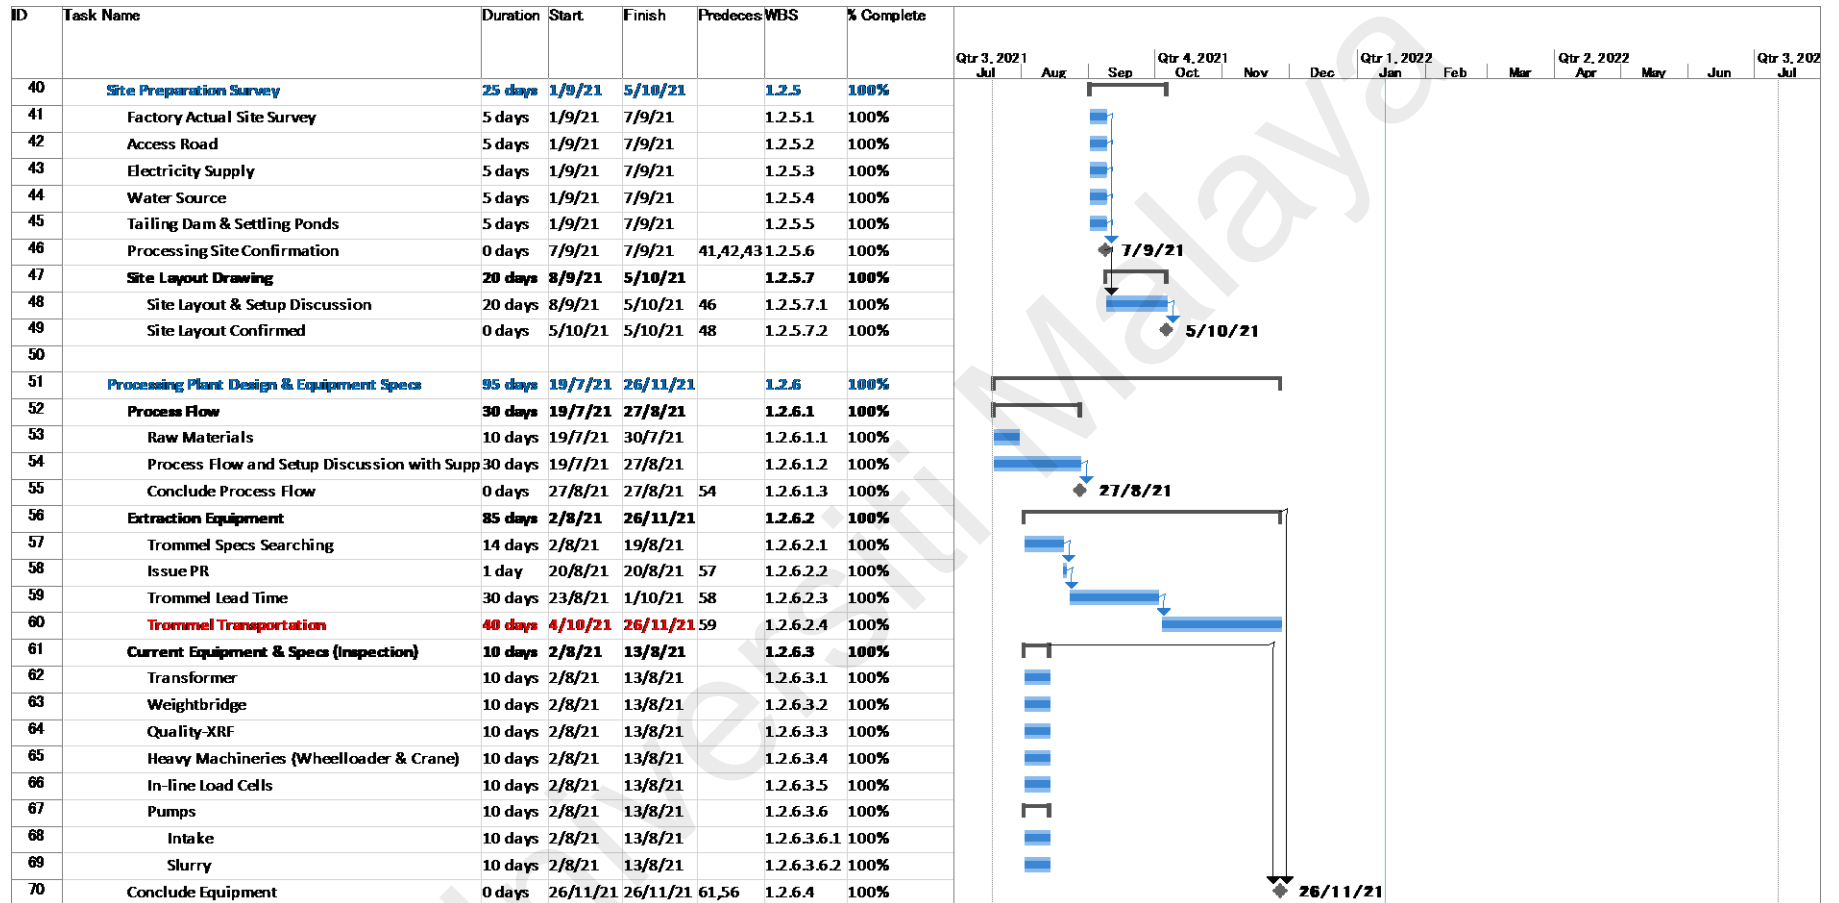 ID Task Name Duration Start Finish Predeces WBS % Complete
Qtr 3, 2021 Qtr 4, 2021 Qtr 1, 2022 Qtr 2, 2022 Qtr 3, 202
Jul Aug Sep Oct Nov Dec Jan Feb Mar Apr May Jun Jul
40 Site Preparation Survey 25 days 1/9/21 5/10/21 1.2.5 100%
41 Factory Actual Site Survey 5 days 1/9/21 7/9/21 1.2.5.1 100%
42 Access Road 5 days 1/9/21 7/9/21 1.2.5.2 100%
43 Electricity Supply 5 days 1/9/21 7/9/21 1.2.5.3 100%
44 Water Source 5 days 1/9/21 7/9/21 1.2.5.4 100%
45 Tailing Dam & Settling Ponds 5 days 1/9/21 7/9/21 1.2.5.5 100%
46 Processing Site Confirmation 0 days 7/9/21 7/9/21 41,42,43 1.2.5.6 100% 7/9/21
47 Site Layout Drawing 20 days 8/9/21 5/10/21 1.2.5.7 100%
48 Site Layout & Setup Discussion 20 days 8/9/21 5/10/21 46 1.2.5.7.1 100%
49 Site Layout Confirmed 0 days 5/10/21 5/10/21 48 1.2.5.7.2 100% 5/10/21
50
51 Processing Plant Design & Equipment Specs 95 days 19/7/21 26/11/21 1.2.6 100%
52 Process Flow 30 days 19/7/21 27/8/21 1.2.6.1 100%
53 Raw Materials 10 days 19/7/21 30/7/21 1.2.6.1.1 100%
54 Process Flow and Setup Discussion with Supp 30 days 19/7/21 27/8/21 1.2.6.1.2 100%
55 Conclude Process Flow 0 days 27/8/21 27/8/21 54 1.2.6.1.3 100% 27/8/21
56 Extraction Equipment 85 days 2/8/21 26/11/21 1.2.6.2 100%
57 Trommel Specs Searching 14 days 2/8/21 19/8/21 1.2.6.2.1 100%
58 Issue PR 1 day 20/8/21 20/8/21 57 1.2.6.2.2 100%
59 Trommel Lead Time 30 days 23/8/21 1/10/21 58 1.2.6.2.3 100%
60 Trommel Transportation 40 days 4/10/21 26/11/21 59 1.2.6.2.4 100%
61 Current Equipment & Specs (Inspection) 10 days 2/8/21 13/8/21 1.2.6.3 100%
62 Transformer 10 days 2/8/21 13/8/21 1.2.6.3.1 100%
63 Weightbridge 10 days 2/8/21 13/8/21 1.2.6.3.2 100%
64 Quality-XRF 10 days 2/8/21 13/8/21 1.2.6.3.3 100%
65 Heavy Machineries (Wheelloader & Crane) 10 days 2/8/21 13/8/21 1.2.6.3.4 100%
66 In-line Load Cells 10 days 2/8/21 13/8/21 1.2.6.3.5 100%
67 Pumps 10 days 2/8/21 13/8/21 1.2.6.3.6 100%
68 Intake 10 days 2/8/21 13/8/21 1.2.6.3.6.1 100%
69 Slurry 10 days 2/8/21 13/8/21 1.2.6.3.6.2 100%
70 Conclude Equipment 0 days 26/11/21 26/11/21 61,56 1.2.6.4 100% 26/11/21
niversiti Malaya